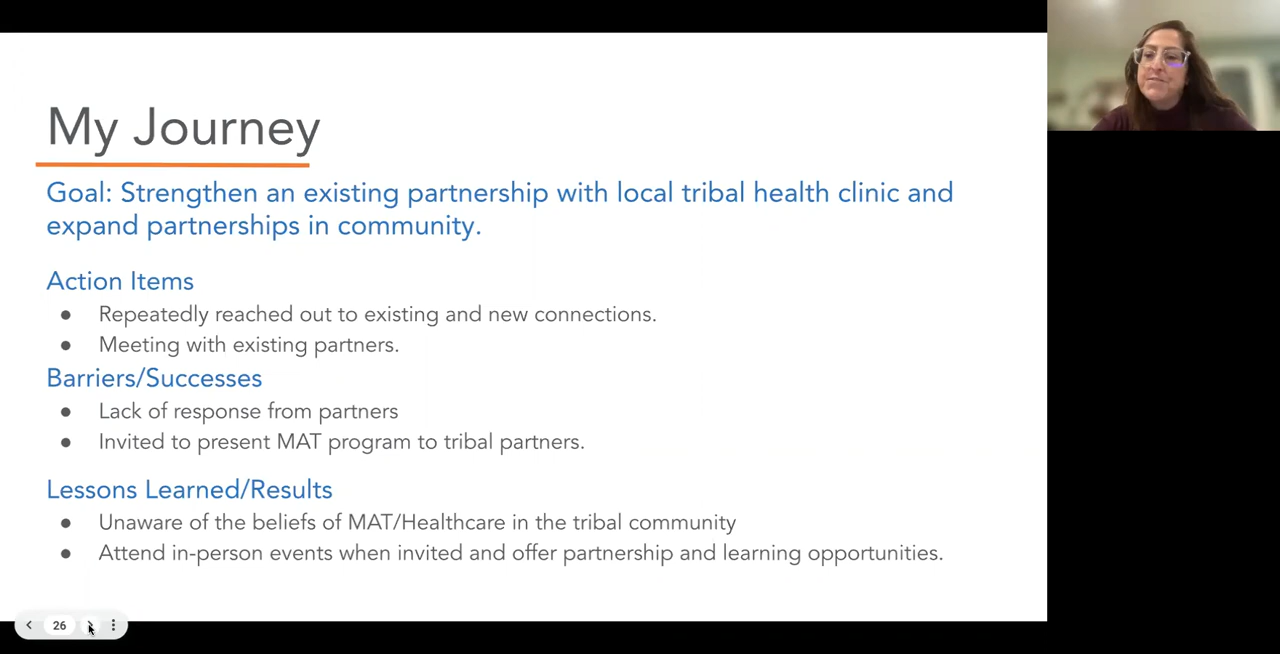 My Journey
Goal: Strengthen an existing partnership with local tribal health clinic and
expand partnerships in community.
Action Items
● Repeatedly reached out to existing and new connections.
● Meeting with existing partners.
Barriers/Successes
● Lack of response from partners
● Invited to present MAT program to tribal partners.
Lessons Learned/Results
● Unaware of the beliefs of MAT/Healthcare in the tribal community
● Attend in-person events when invited and offer partnership and learning opportunities.
26